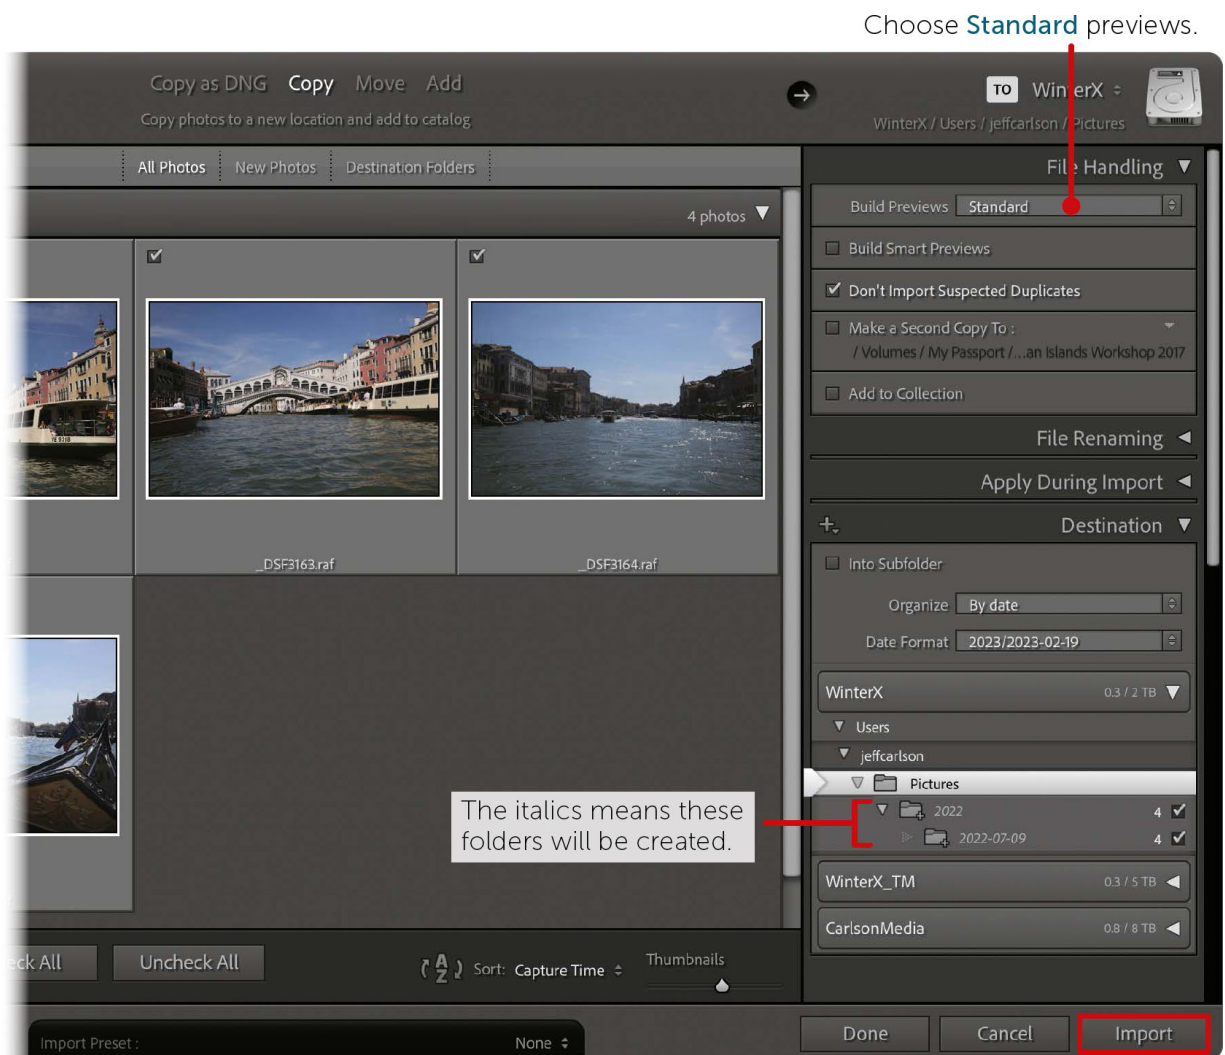 Choose Standard previews.
Copy as DNG Copy Move Add
Copy photos to a new location and add to catalog
TO WinterX
WinterX / Users / jeffcarlson / Pictures
All Photos New Photos Destination Folders
4 photos
_DSF3163.raf
_DSF3164.raf
File Handling
Build Previews Standard
Build Smart Previews
Don't Import Suspected Duplicates
Make a Second Copy To :
/ Volumes / My Passport /...an Islands Workshop 2017
Add to Collection
File Renaming
Apply During Import
Destination
Into Subfolder
Organize By date
Date Format 2023/2023-02-19
WinterX 0.3 / 2 TB
Users
jeffcarlson
Pictures
2022 4
2022-07-09 4
The italics means these
folders will be created.
WinterX_TM 0.3 / 5 TB
CarlsonMedia 0.8 / 8 TB
eck All Uncheck All
Sort: Capture Time
Thumbnails
Import Preset : None
Done Cancel Import